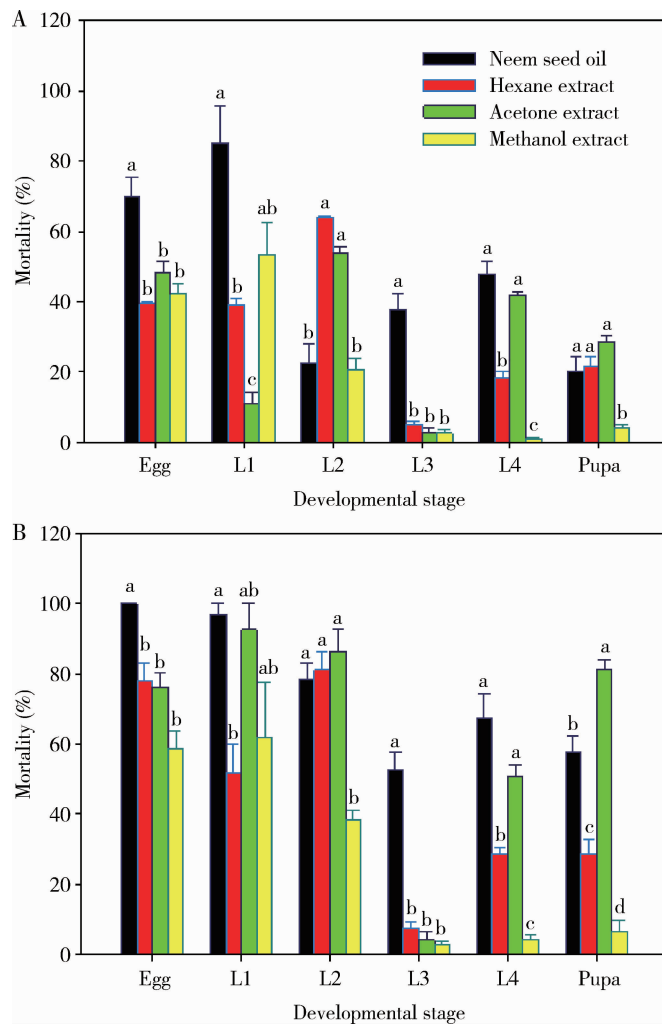 A
120
100
80
60
40
20
0
Mortality (%)
Neem seed oil
Hexane extract
Acetone extract
Methanol extract
a b b b
a b c ab
b a a b
a b b b
a b a c
a a a b
Egg L1 L2 L3 L4 Pupa
Developmental stage
B
120
100
80
60
40
20
0
Mortality (%)
a b b b
a b ab ab
a a a b
a b b b
a b a c
b c a d
Egg L1 L2 L3 L4 Pupa
Developmental stage